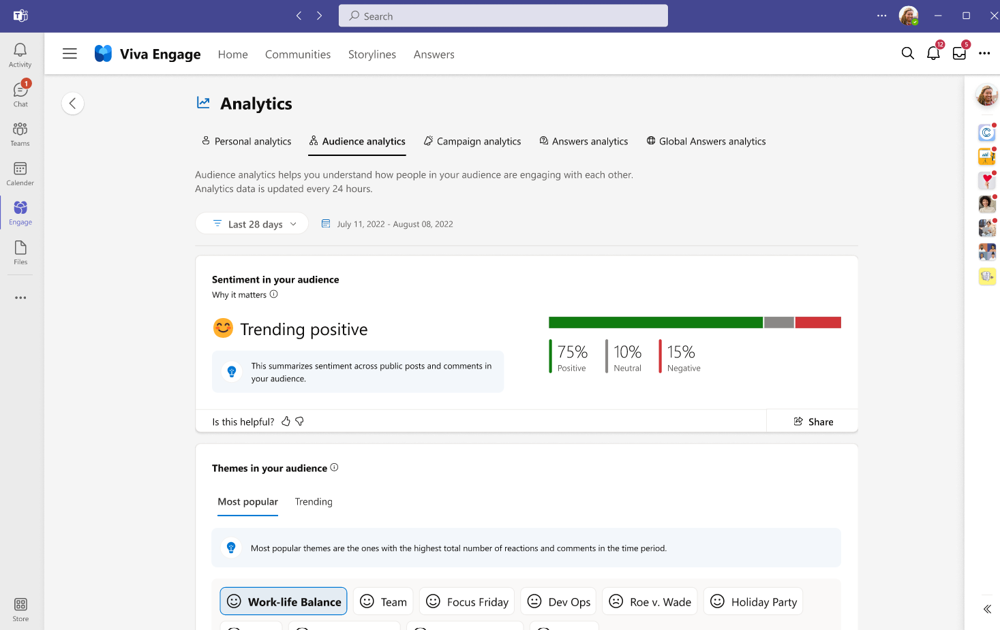 Search
Activity
1
Chat
Teams
Calender
Engage
Files
Store
Viva Engage
Home
Communities
Storylines
Answers
12
5
Analytics
Personal analytics
Audience analytics
Campaign analytics
Answers analytics
Global Answers analytics
Audience analytics helps you understand how people in your audience are engaging with each other.
Analytics data is updated every 24 hours.
Last 28 days
July 11, 2022 - August 08, 2022
Sentiment in your audience
Why it matters
Trending positive
This summarizes sentiment across public posts and comments in
your audience.
75%
Positive
10%
Neutral
15%
Negative
Is this helpful?
Share
Themes in your audience
Most popular
Trending
Most popular themes are the ones with the highest total number of reactions and comments in the time period.
Work-life Balance
Team
Focus Friday
Dev Ops
Roe v. Wade
Holiday Party